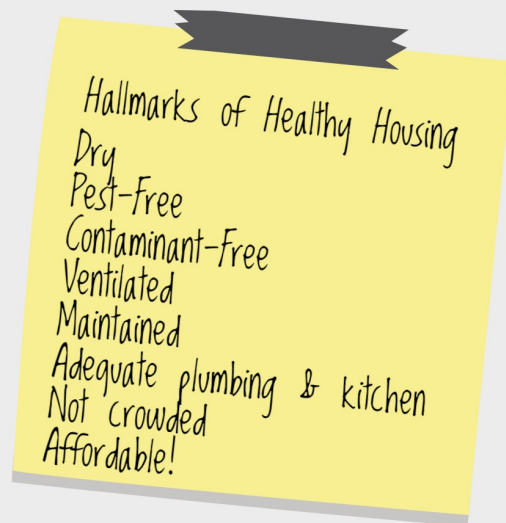 Hallmarks of Healthy Housing
Dry
Pest-Free
Contaminant-Free
Ventilated
Maintained
Adequate plumbing & kitchen
Not crowded
Affordable!